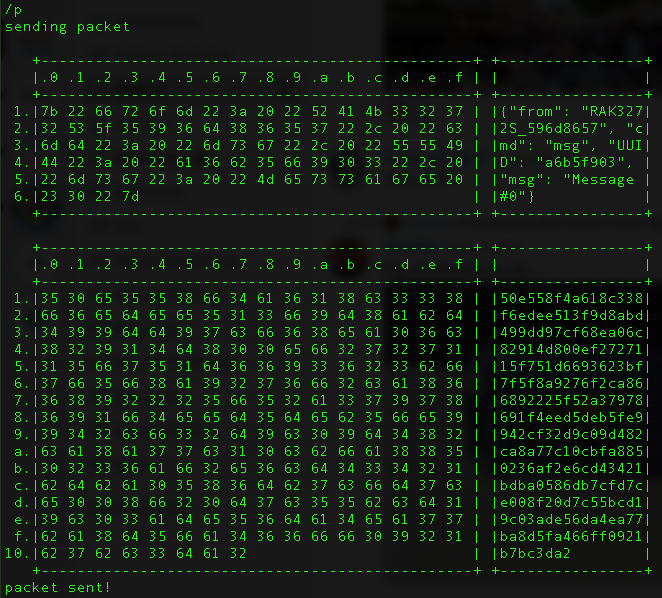 /p
sending packet
+-----------------------------------------------+ +----------------+
|.0 .1 .2 .3 .4 .5 .6 .7 .8 .9 .a .b .c .d .e .f | |                |
+-----------------------------------------------+ +----------------+
1.|7b 22 66 72 6f 6d 22 3a 20 22 52 41 4b 33 32 37 | |{"from": "RAK327|
2.|32 53 5f 35 39 36 64 38 36 35 37 22 2c 20 22 63 | |2S_596d8657", "c|
3.|6d 64 22 3a 20 22 6d 73 67 22 2c 20 22 55 55 49 | |md": "msg", "UUI|
4.|44 22 3a 20 22 61 36 62 35 66 39 30 33 22 2c 20 | |D": "a6b5f903", |
5.|22 6d 73 67 22 3a 20 22 4d 65 73 73 61 67 65 20 | |"msg": "Message |
6.|23 30 22 7d | |#0"} |
+-----------------------------------------------+ +----------------+
+-----------------------------------------------+ +----------------+
|.0 .1 .2 .3 .4 .5 .6 .7 .8 .9 .a .b .c .d .e .f | |                |
+-----------------------------------------------+ +----------------+
1.|35 30 65 35 35 38 66 34 61 36 31 38 63 33 33 38 | |50e558f4a618c338|
2.|66 36 65 64 65 65 35 31 33 66 39 64 38 61 62 64 | |f6edee513f9d8abd|
3.|34 39 39 64 64 39 37 63 66 36 38 65 61 30 36 63 | |499dd97cf68ea06c|
4.|38 32 39 31 34 64 38 30 30 65 66 32 37 32 37 31 | |82914d800ef27271|
5.|31 35 66 37 35 31 64 36 36 39 33 36 32 33 62 66 | |15f751d6693623bf|
6.|37 66 35 66 38 61 39 32 37 36 66 32 63 61 38 36 | |7f5f8a9276f2ca86|
7.|36 38 39 32 32 32 35 66 35 32 61 33 37 39 37 38 | |6892225f52a37978|
8.|36 39 31 66 34 65 65 64 35 64 65 62 35 66 65 39 | |691f4eed5deb5fe9|
9.|39 34 32 63 66 33 32 64 39 63 30 39 64 34 38 32 | |942cf32d9c09d482|
a.|63 61 38 61 37 37 63 31 30 63 62 66 61 38 38 35 | |ca8a77c10cbfa885|
b.|30 32 33 36 61 66 32 65 36 63 64 34 33 34 32 31 | |0236af2e6cd43421|
c.|62 64 62 61 30 35 38 36 64 62 37 63 66 64 37 63 | |bdba0586db7cfd7c|
d.|65 30 30 38 66 32 30 64 37 63 35 35 62 63 64 31 | |e008f20d7c55bcd1|
e.|39 63 30 33 61 64 65 35 36 64 61 34 65 61 37 37 | |9c03ade56da4ea77|
f.|62 61 38 64 35 66 61 34 36 36 66 66 30 39 32 31 | |ba8d5fa466ff0921|
10.|62 37 62 63 33 64 61 32 | |b7bc3da2 |
+-----------------------------------------------+ +----------------+
packet sent!